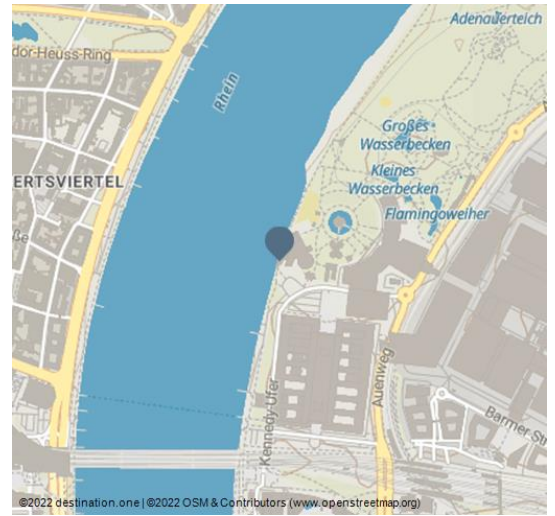 Adenauerteich
dor-Heuss-Ring
Rhein
Großes
Wasserbecken
ERTSVIERTEL
Kleines
Wasserbecken
Flamingoweiher
ße
Auenweg
Kennedy-Ufer
Barmer Str
©2022 destination.one | ©2022 OSM & Contributors (www.openstreetmap.org)